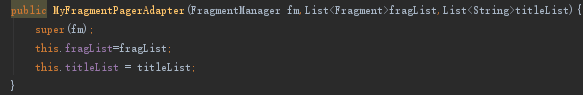 public MyFragmentPagerAdapter(FragmentManager fm,List<Fragment>fragList,List<String>titleList){
super(fm);
this.fragList=fragList;
this.titleList = titleList;
}